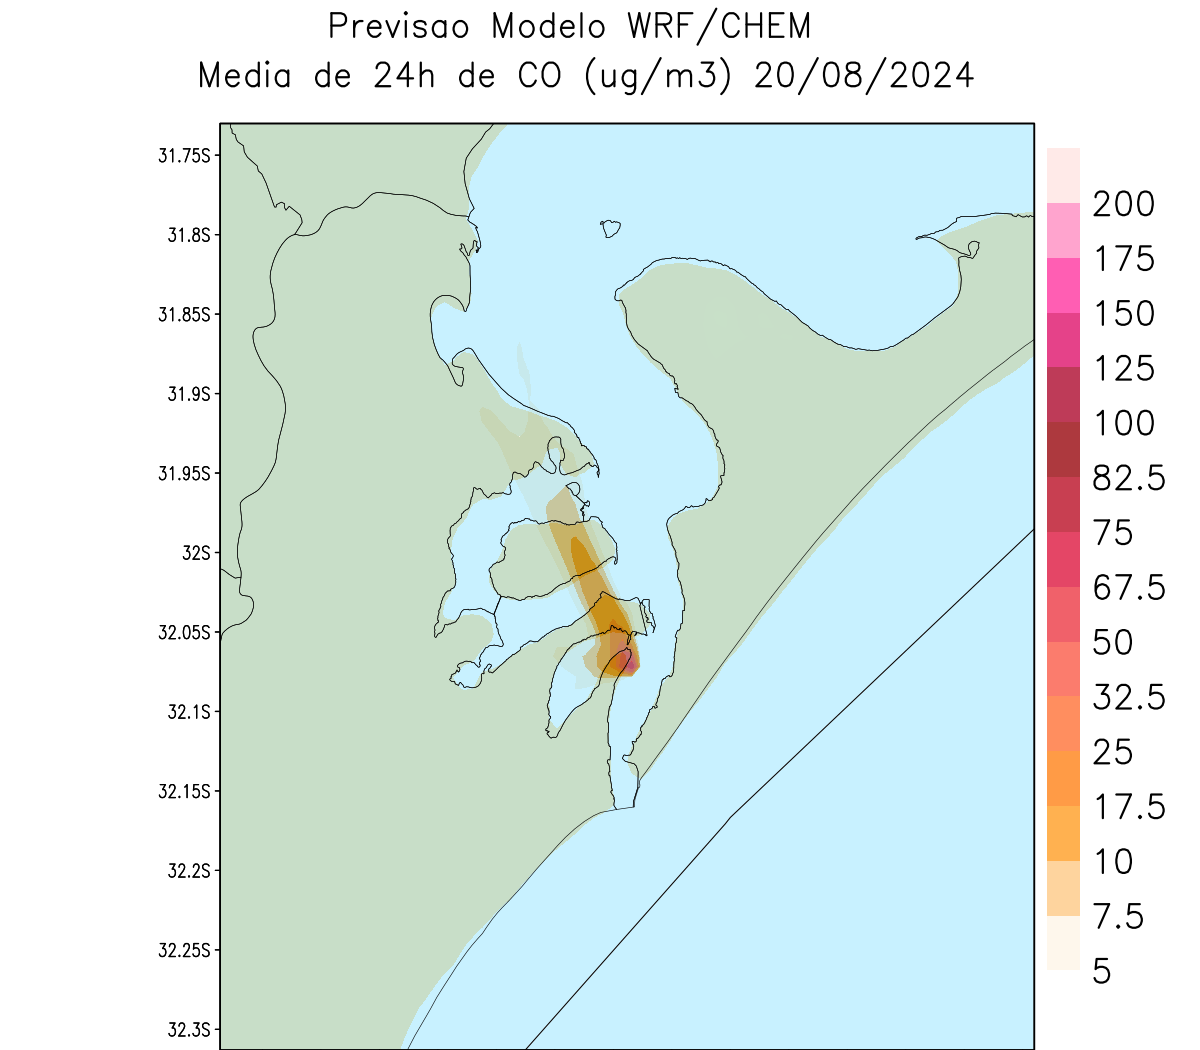 Previsao Modelo WRF/CHEM
Media de 24h de CO (ug/m3) 20/08/2024
31.75S
31.8S
31.85S
31.9S
31.95S
32S
32.05S
32.1S
32.15S
32.2S
32.25S
32.3S
200
175
150
125
100
82.5
75
67.5
50
32.5
25
17.5
10
7.5
5